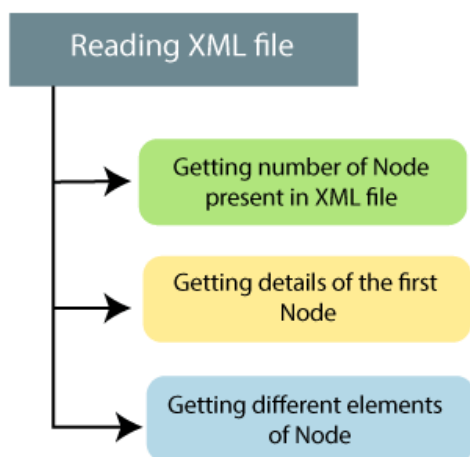 Reading XML file
Getting number of Node
present in XML file
Getting details of the first
Node
Getting different elements
of Node